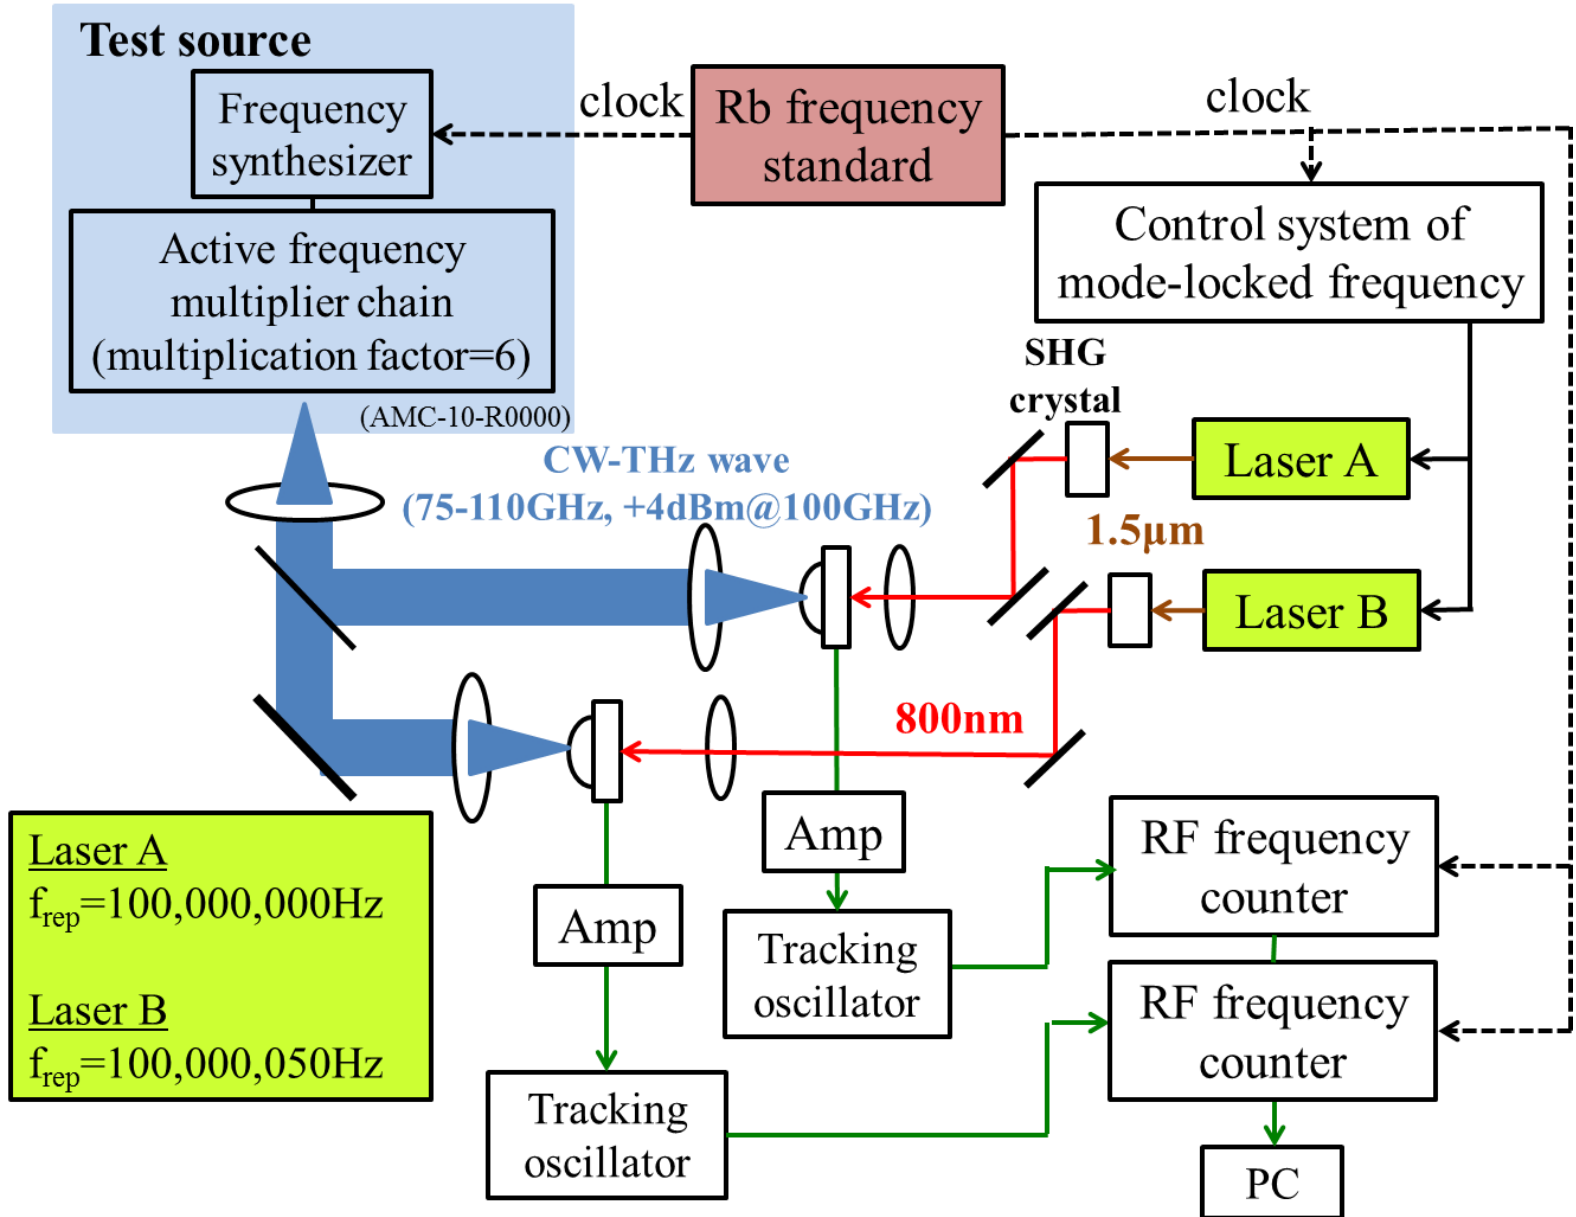 Test source
Frequency
synthesizer
Active frequency
multiplier chain
(multiplication factor=6)
(AMC-10-R0000)
clock
Rb frequency
standard
clock
Control system of
mode-locked frequency
SHG
crystal
Laser A
1.5μm
Laser B
CW-THz wave
(75-110GHz, +4dBm@100GHz)
800nm
Amp
Amp
Tracking
oscillator
Tracking
oscillator
RF frequency
counter
RF frequency
counter
PC
Laser A
frep=100,000,000Hz
Laser B
frep=100,000,050Hz